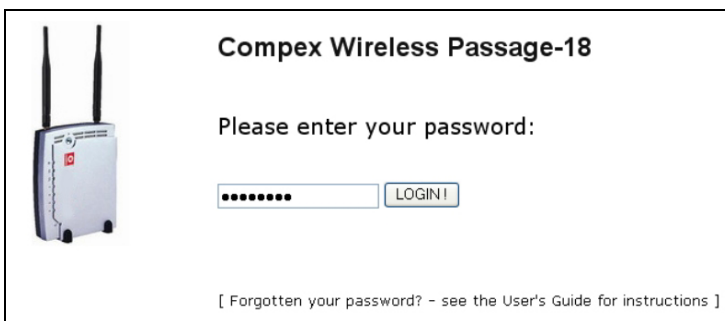 Compex Wireless Passage-18
Please enter your password:
••••••••
LOGIN!
[ Forgotten your password? - see the User's Guide for instructions ]